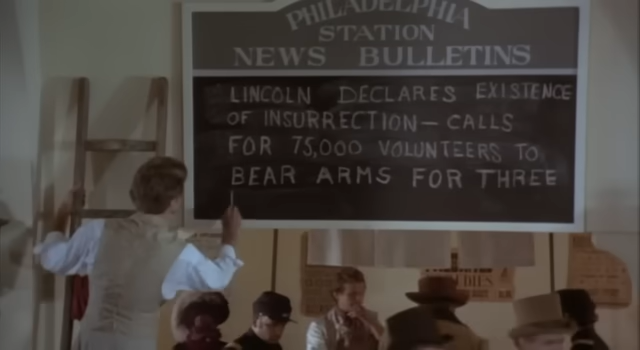 PHILADELPHIA
STATION
NEWS BULLETINS
LINCOLN DECLARES EXISTENCE
OF INSURRECTION— CALLS
FOR 75,000 VOLUNTEERS TO
BEAR ARMS FOR THREE